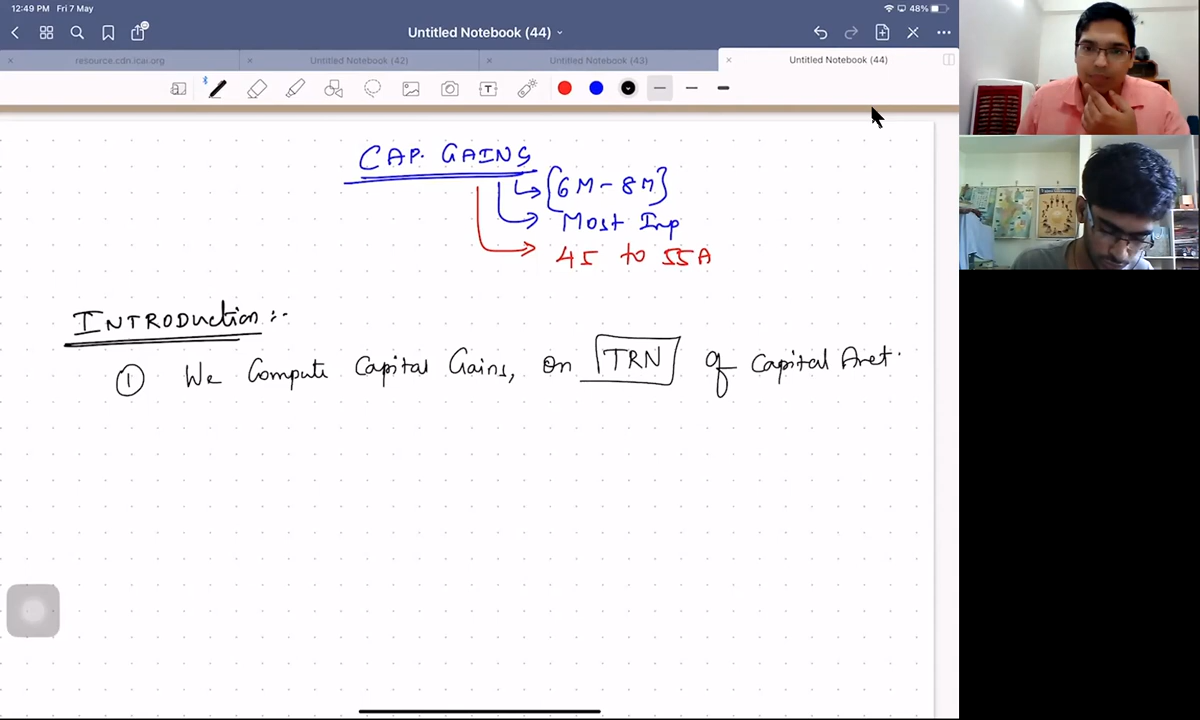 12:49 PM Fri 7 May
48%
Untitled Notebook (44)
resource.cdn.icai.org
Untitled Notebook (42)
Untitled Notebook (43)
Untitled Notebook (44)
CAP. GAINS
[6M - 8M]
Most Imp
45 to 55A
INTRODUCTION :-
① We Compute Capital Gains, on TRN of Capital Asset.